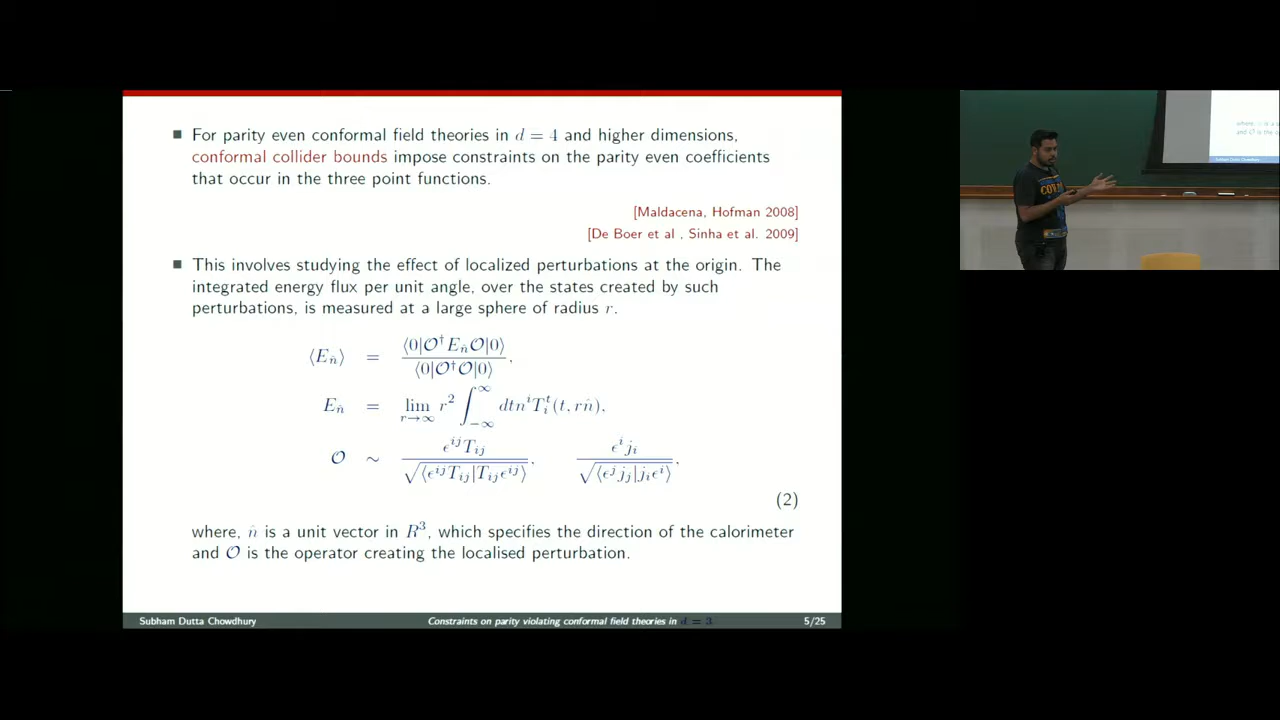 For parity even conformal field theories in d = 4 and higher dimensions,
conformal collider bounds impose constraints on the parity even coefficients
that occur in the three point functions.
[Maldacena, Hofman 2008]
[De Boer et al , Sinha et al. 2009]
This involves studying the effect of localized perturbations at the origin. The
integrated energy flux per unit angle, over the states created by such
perturbations, is measured at a large sphere of radius r.
⟨E_n̂⟩ = ⟨0|O†E_n̂O|0⟩ / ⟨0|O†O|0⟩,
E_n̂ = lim_{r→∞} r² ∫_{-∞}^{∞} dt n^i T^t_i(t, rn̂),
O ∼ ε^{ij}T_{ij} / √⟨ε^{ij}T_{ij}|T_{ij}ε^{ij}⟩, ε^i j_i / √⟨ε^j j_j|j_i ε^i⟩,
(2)
where, n̂ is a unit vector in R³, which specifies the direction of the calorimeter
and O is the operator creating the localised perturbation.
Subham Dutta Chowdhury Constraints on parity violating conformal field theories in d = 3 5/25